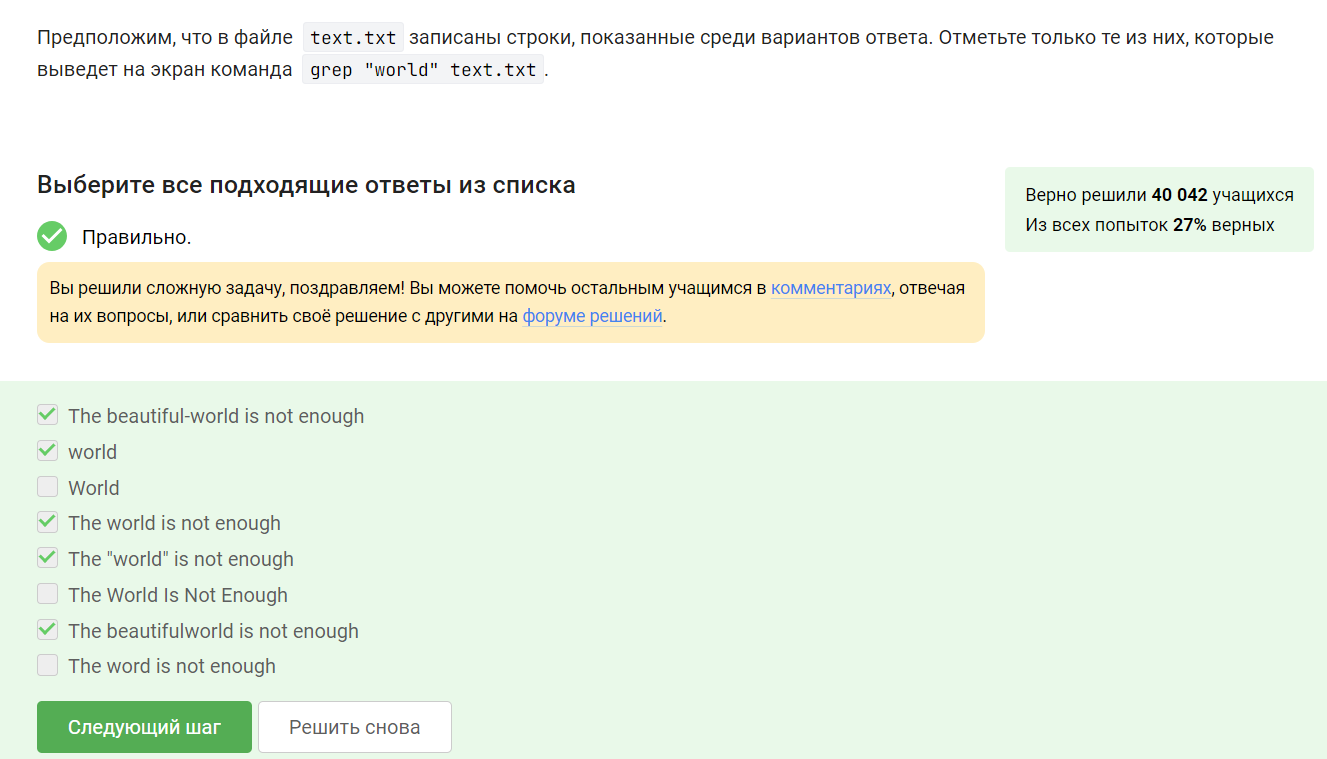 Предположим, что в файле text.txt записаны строки, показанные среди вариантов ответа. Отметьте только те из них, которые
выведет на экран команда grep "world" text.txt.
Выберите все подходящие ответы из списка
Верно решили 40 042 учащихся
Из всех попыток 27% верных
Правильно.
Вы решили сложную задачу, поздравляем! Вы можете помочь остальным учащимся в комментариях, отвечая
на их вопросы, или сравнить своё решение с другими на форуме решений.
The beautiful-world is not enough
world
World
The world is not enough
The "world" is not enough
The World Is Not Enough
The beautifulworld is not enough
The word is not enough
Следующий шаг
Решить снова